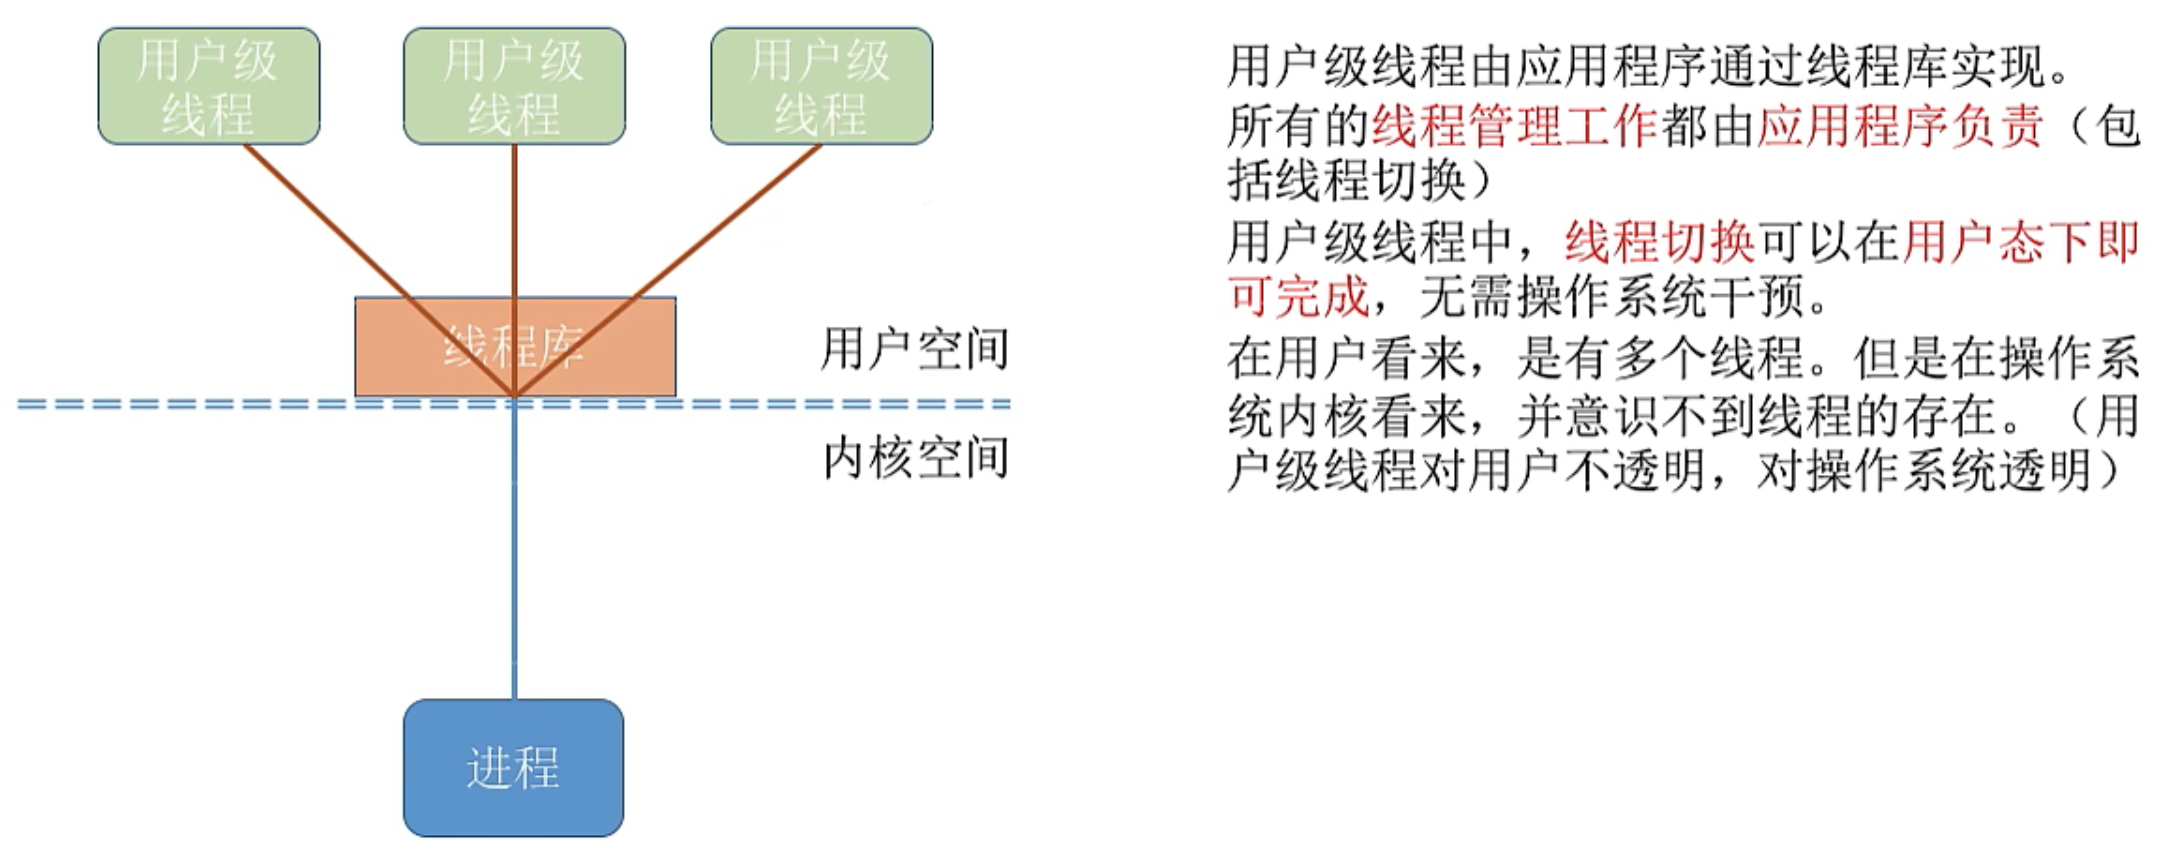 用户级
线程
用户级
线程
用户级
线程
线程库
用户空间
内核空间
进程
用户级线程由应用程序通过线程库实现。
所有的线程管理工作都由应用程序负责（包
括线程切换）
用户级线程中，线程切换可以在用户态下即
可完成，无需操作系统干预。
在用户看来，是有多个线程。但是在操作系
统内核看来，并意识不到线程的存在。（用
户级线程对用户不透明，对操作系统透明）